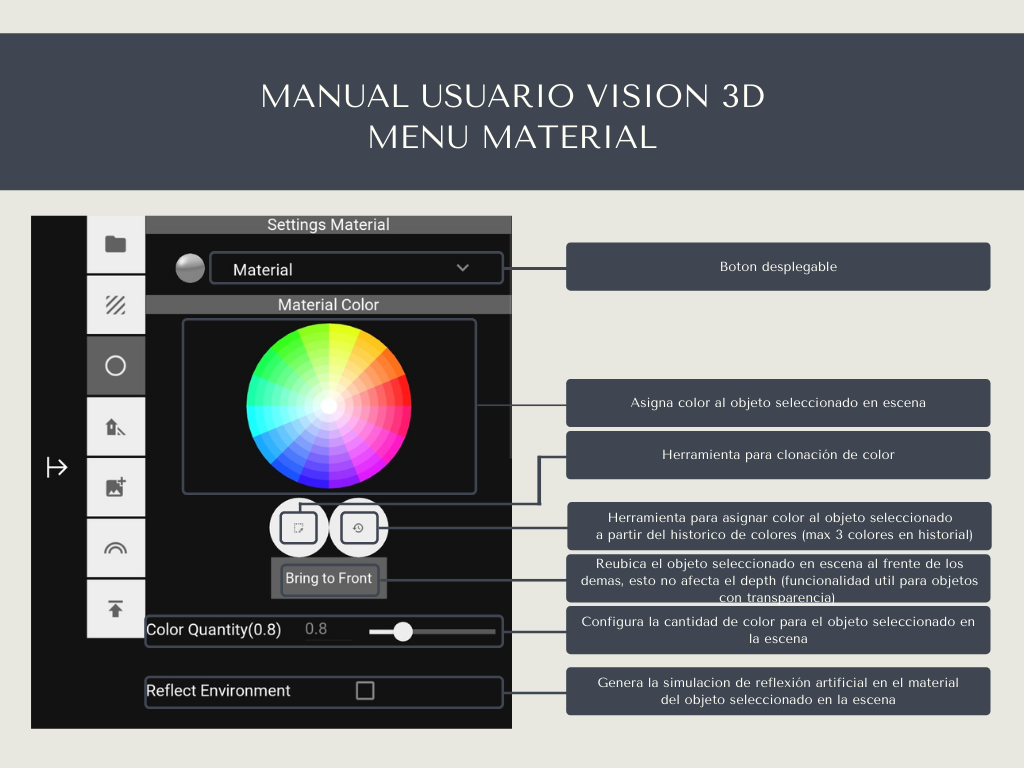 MANUAL USUARIO VISION 3D
MENU MATERIAL
Settings Material
Material
Boton desplegable
Material Color
Asigna color al objeto seleccionado en escena
Herramienta para clonación de color
Herramienta para asignar color al objeto seleccionado
a partir del historico de colores (max 3 colores en historial)
Bring to Front
Reubica el objeto seleccionado en escena al frente de los
demas, esto no afecta el depth (funcionalidad util para objetos
con transparencia)
Color Quantity(0.8) 0.8
Configura la cantidad de color para el objeto seleccionado en
la escena
Reflect Environment
Genera la simulacion de reflexión artificial en el material
del objeto seleccionado en la escena